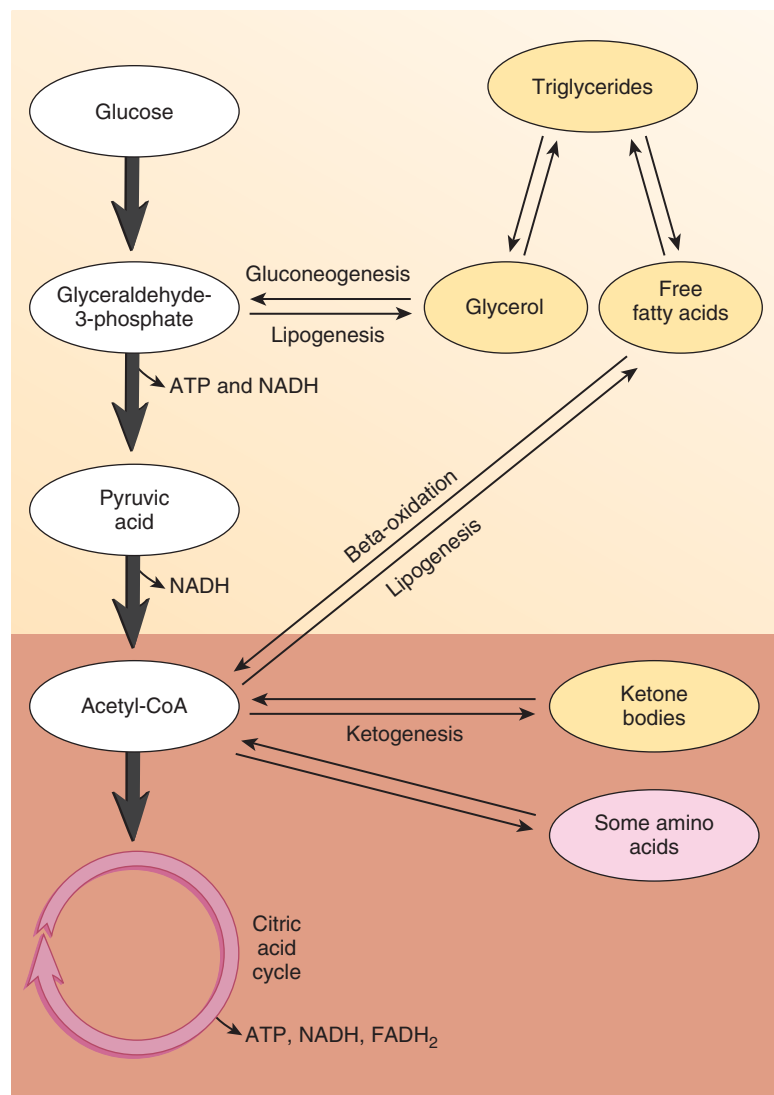 Triglycerides
Glucose
Gluconeogenesis
Glyceraldehyde-
3-phosphate
Glycerol
Free
fatty acids
Lipogenesis
ATP and NADH
Pyruvic
acid
Beta-oxidation
Lipogenesis
NADH
Acetyl-CoA
Ketone
bodies
Ketogenesis
Some amino
acids
Citric
acid
cycle
ATP, NADH, FADH₂